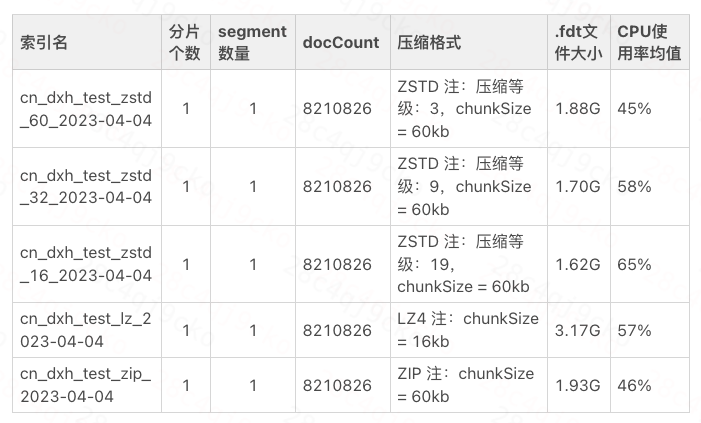 索引名 分片个数 segment数量 docCount 压缩格式 .fdt文件大小 CPU使用率均值
cn_dxh_test_zstd_60_2023-04-04 1 1 8210826 ZSTD 注：压缩等级：3，chunkSize = 60kb 1.88G 45%
cn_dxh_test_zstd_32_2023-04-04 1 1 8210826 ZSTD 注：压缩等级：9，chunkSize = 60kb 1.70G 58%
cn_dxh_test_zstd_16_2023-04-04 1 1 8210826 ZSTD 注：压缩等级：19，chunkSize = 60kb 1.62G 65%
cn_dxh_test_lz_2023-04-04 1 1 8210826 LZ4 注：chunkSize = 16kb 3.17G 57%
cn_dxh_test_zip_2023-04-04 1 1 8210826 ZIP 注：chunkSize = 60kb 1.93G 46%